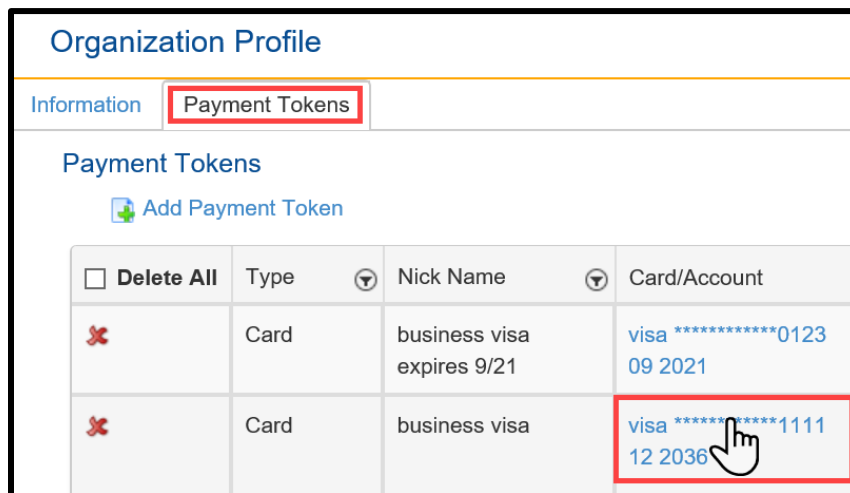 Organization Profile
Information Payment Tokens
Payment Tokens
Add Payment Token
Delete All Type Nick Name Card/Account
Card business visa visa ************0123
expires 9/21 09 2021
Card business visa visa ************1111
12 2036